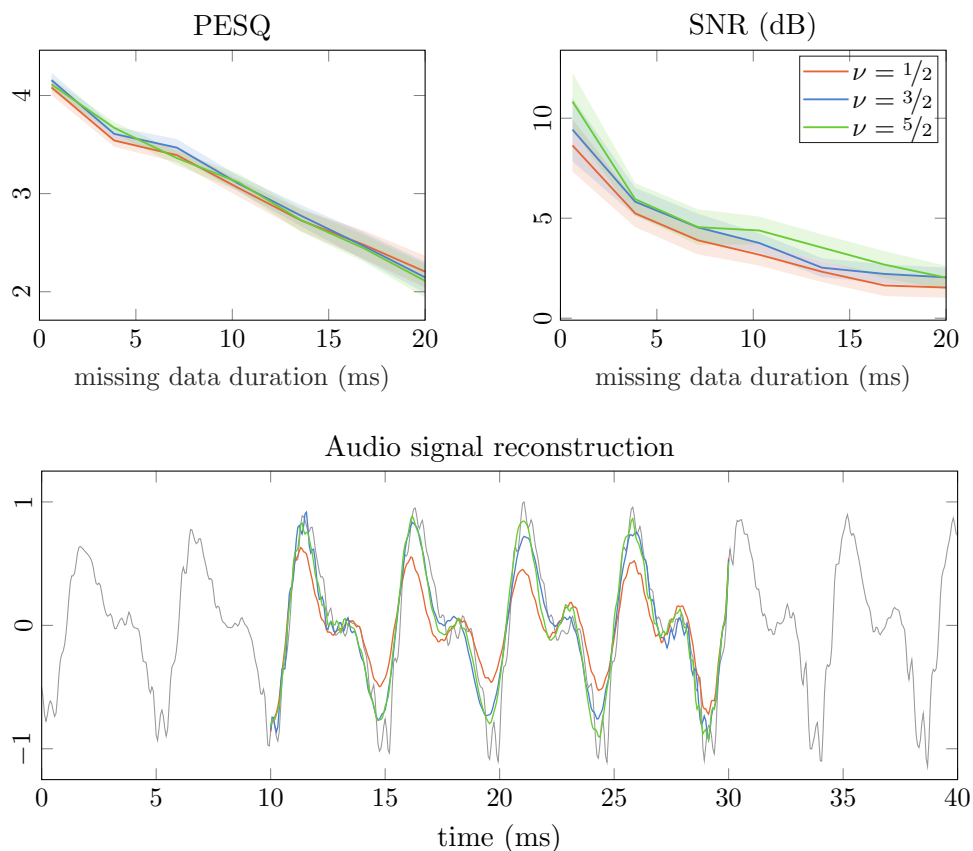 PESQ
4
3
2
0 5 10 15 20
missing data duration (ms)
SNR (dB)
ν = 1/2
ν = 3/2
ν = 5/2
10
5
0
0 5 10 15 20
missing data duration (ms)
Audio signal reconstruction
1
0
−1
0 5 10 15 20 25 30 35 40
time (ms)